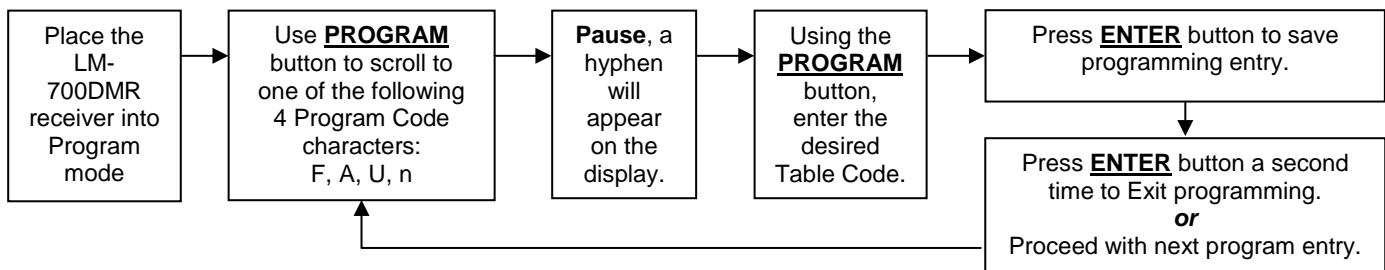 Place the
LM-
700DMR
receiver into
Program
mode
Use PROGRAM
button to scroll to
one of the following
4 Program Code
characters:
F, A, U, n
Pause, a
hyphen
will
appear
on the
display.
Using the
PROGRAM
button,
enter the
desired
Table Code.
Press ENTER button to save
programming entry.
Press ENTER button a second
time to Exit programming.
or
Proceed with next program entry.